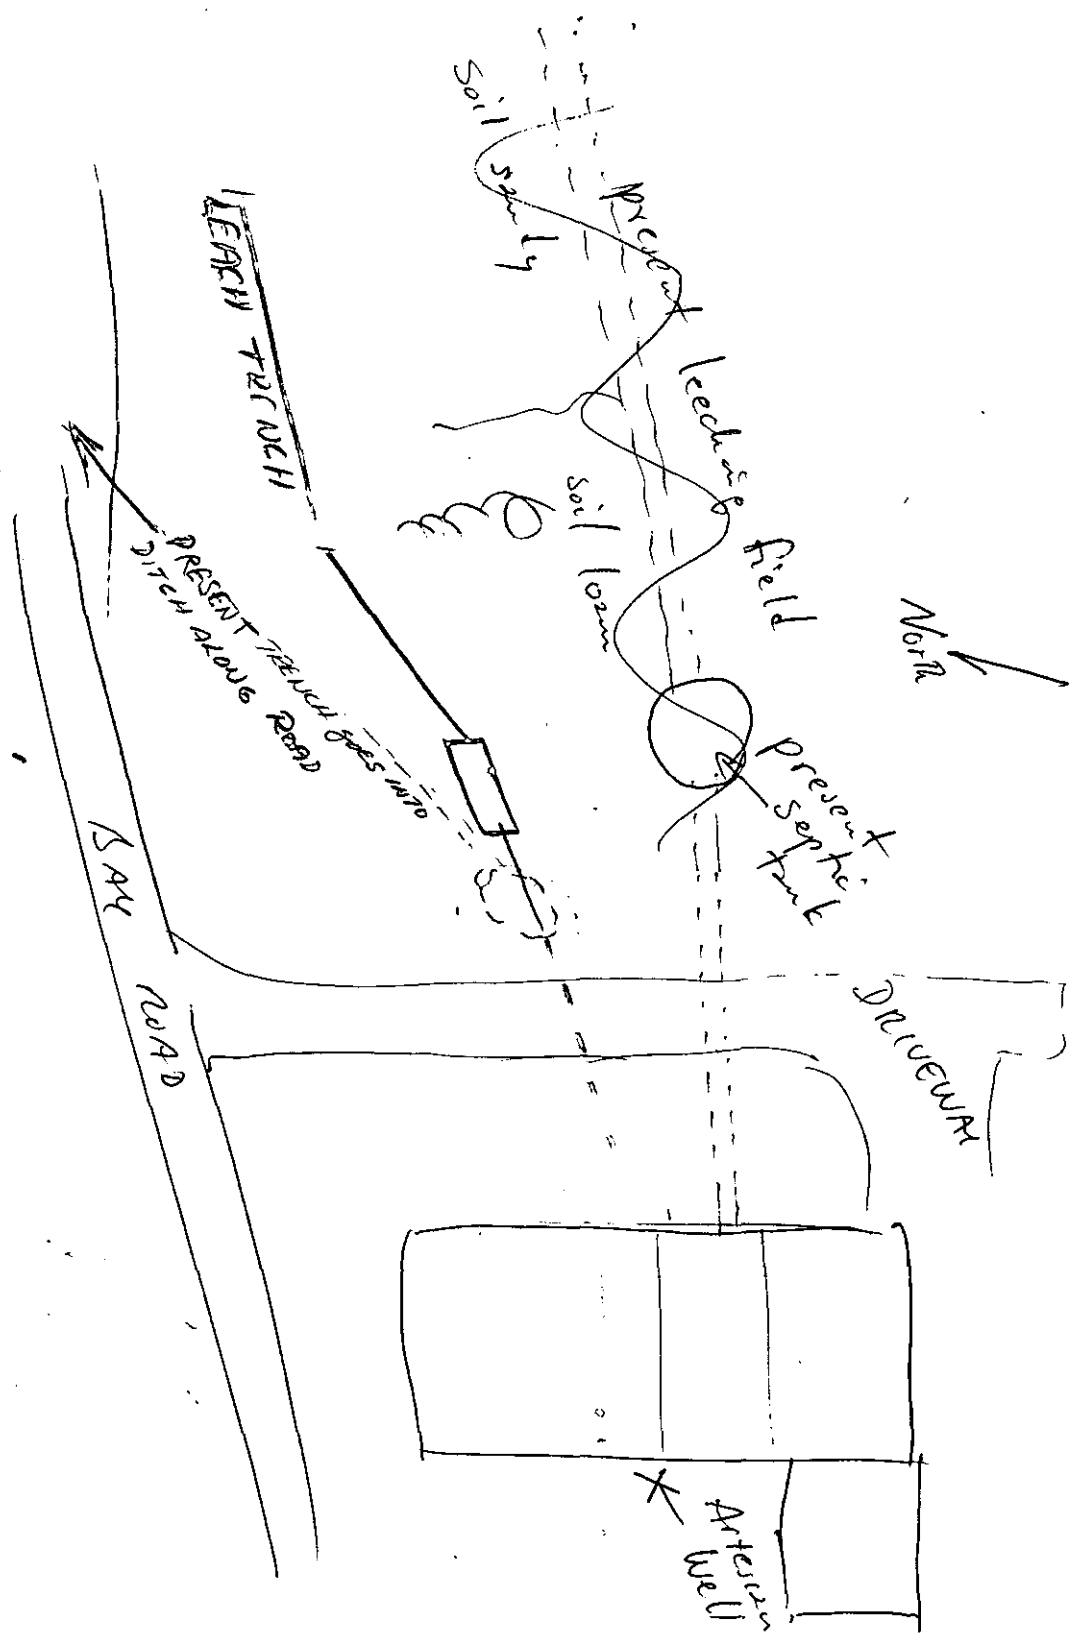 North
present leeching field
soil sandy
soil loam
present
septic
tank
LEACH TRENCH
PRESENT TRENCH GOES INTO
DITCH ALONG ROAD
DRIVEWAY
BAY ROAD
Artesian
Well